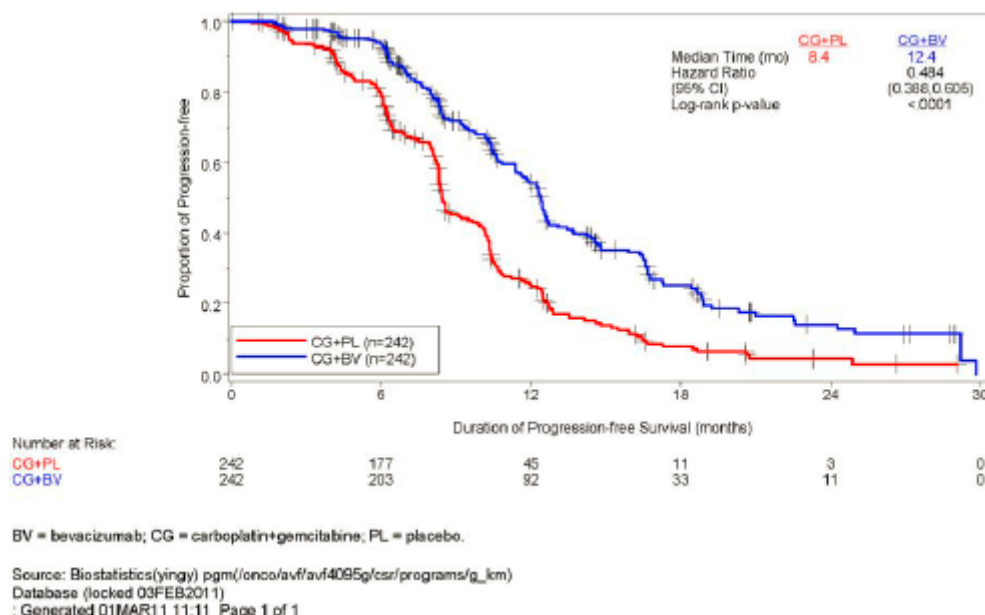 CG+PL CG+BV
Median Time (mo) 8.4 12.4
Hazard Ratio 0.484
(95% CI) (0.388,0.605)
Log-rank p-value <.0001
1.0
0.8
0.6
0.4
0.2
0.0
Proportion of Progression-free
CG+PL (n=242)
CG+BV (n=242)
0 6 12 18 24 30
Duration of Progression-free Survival (months)
Number at Risk:
CG+PL 242 177 45 11 3 0
CG+BV 242 203 92 33 11 0
BV = bevacizumab; CG = carboplatin+gemcitabine; PL = placebo.
Source: Biostatistics(yingy) pgm(/onco/avf/avf4095g/csr/programs/g_km)
Database (locked 03FEB2011)
: Generated 01MAR11 11:11 Page 1 of 1